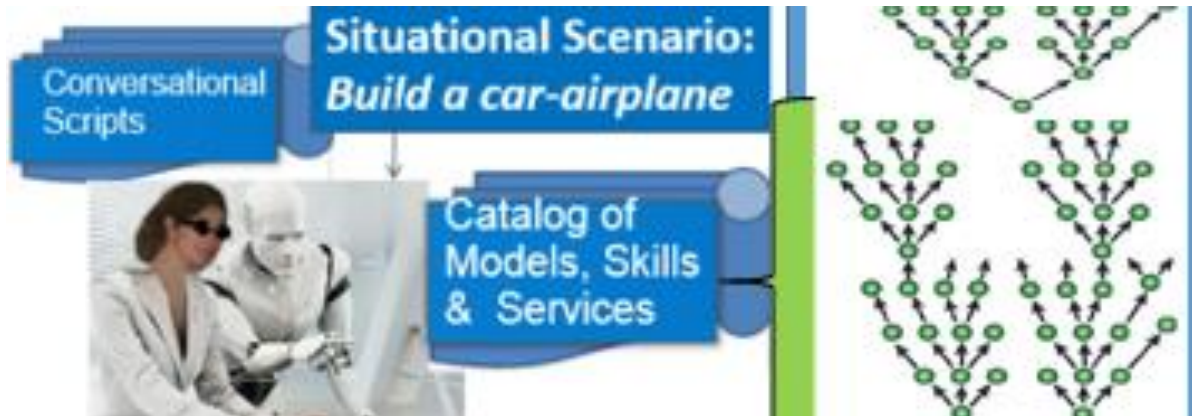 Situational Scenario:
Build a car-airplane
Conversational
Scripts
Catalog of
Models, Skills
& Services